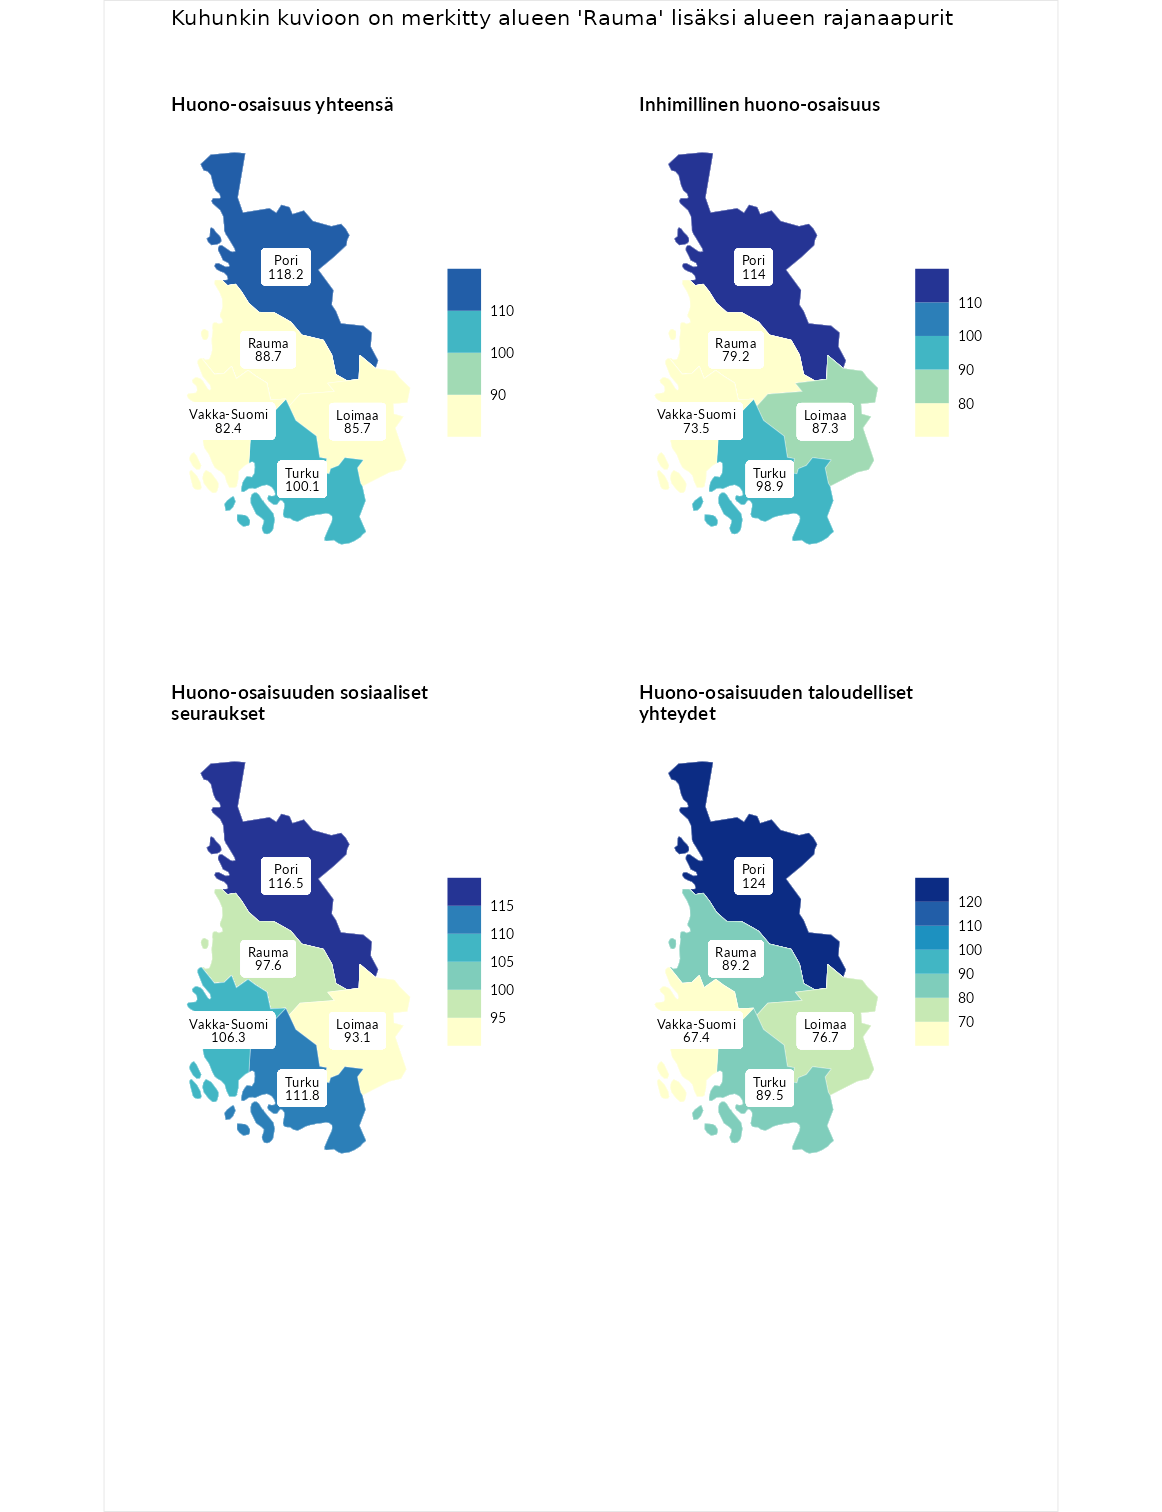 Kuhunkin kuvioon on merkitty alueen 'Rauma' lisäksi alueen rajanaapurit
Huono-osaisuus yhteensä
Pori
118.2
Rauma
88.7
Vakka-Suomi
82.4
Loimaa
85.7
Turku
100.1
110
100
90
Inhimillinen huono-osaisuus
Pori
114
Rauma
79.2
Vakka-Suomi
73.5
Loimaa
87.3
Turku
98.9
110
100
90
80
Huono-osaisuuden sosiaaliset
seuraukset
Pori
116.5
Rauma
97.6
Vakka-Suomi
106.3
Loimaa
93.1
Turku
111.8
115
110
105
100
95
Huono-osaisuuden taloudelliset
yhteydet
Pori
124
Rauma
89.2
Vakka-Suomi
67.4
Loimaa
76.7
Turku
89.5
120
110
100
90
80
70